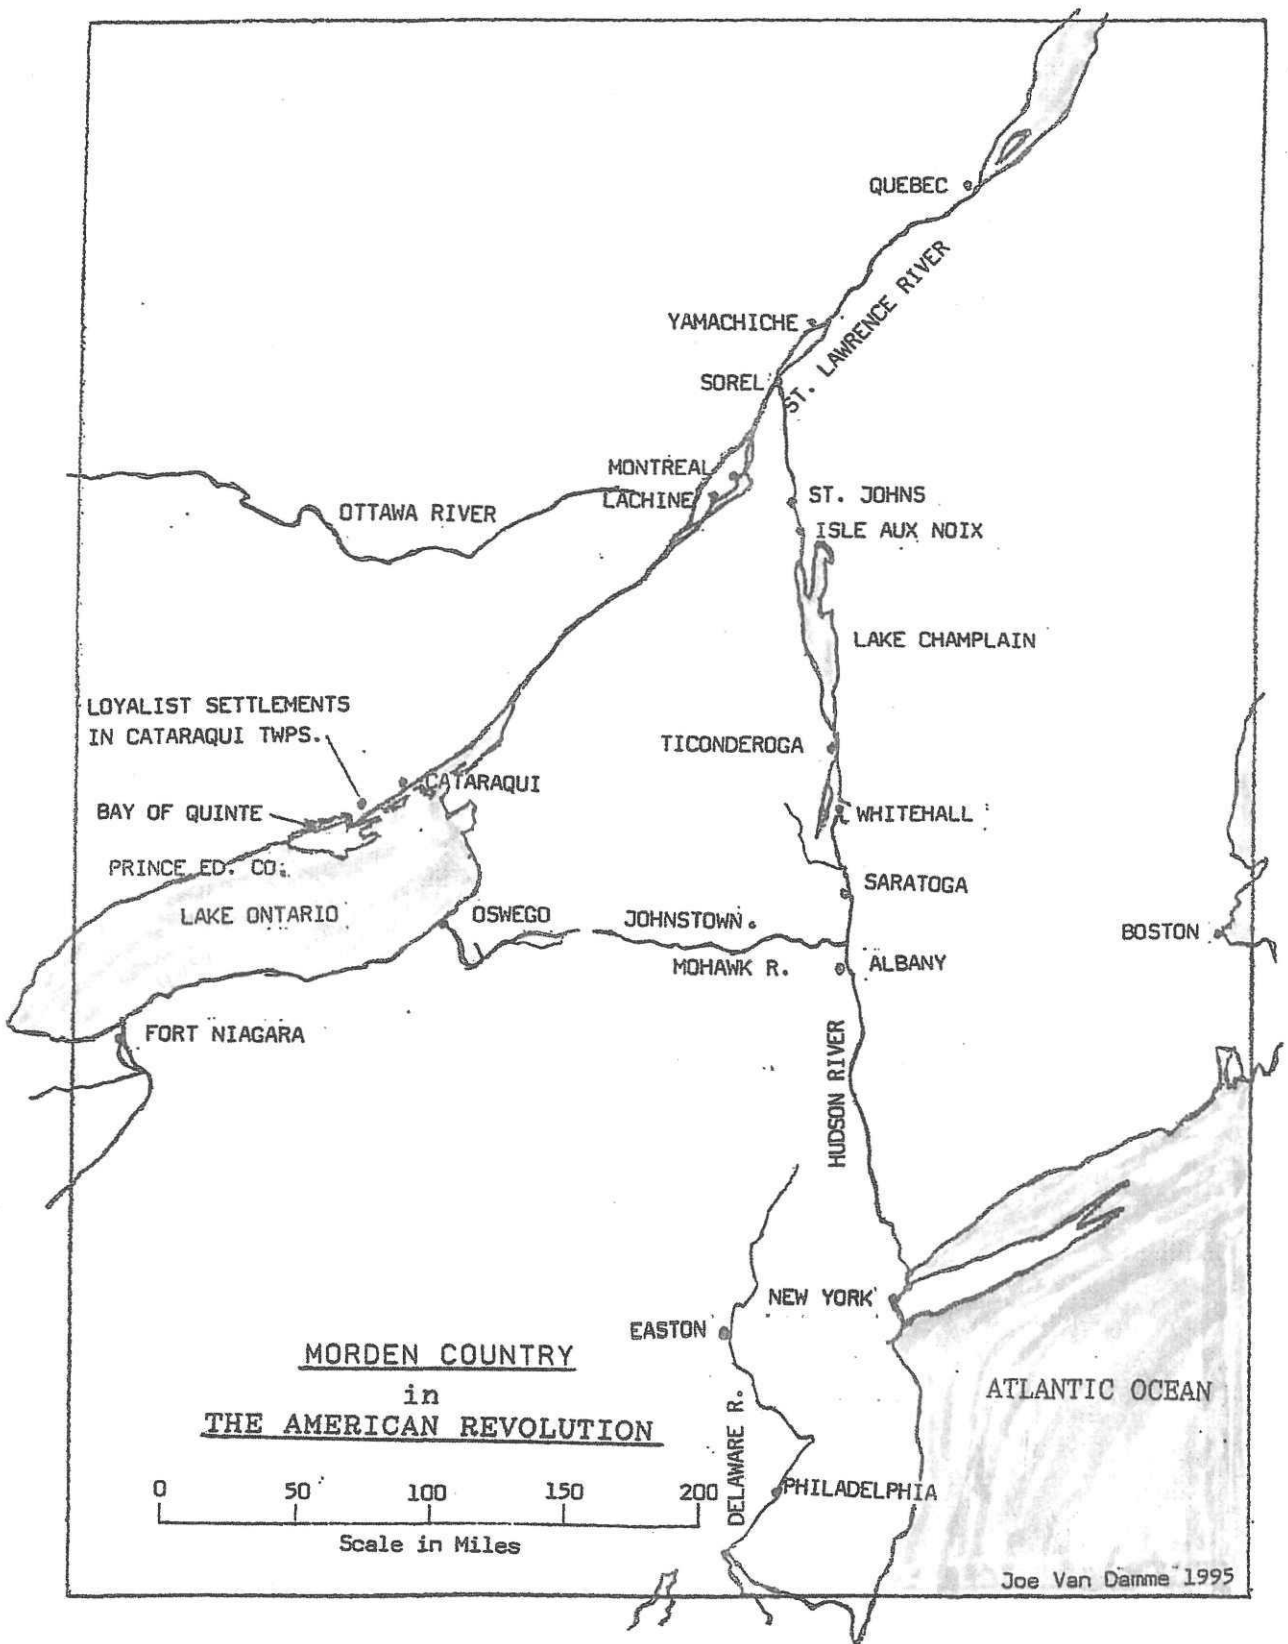 QUEBEC
ST. LAWRENCE RIVER
YAMACHICHE
SOREL
MONTREAL
LACHINE
ST. JOHNS
OTTAWA RIVER
ISLE AUX NOIX
LAKE CHAMPLAIN
LOYALIST SETTLEMENTS
IN CATARAQUI TWPS.
TICONDEROGA
CATARAQUI
BAY OF QUINTE
WHITEHALL
PRINCE ED. CO.
SARATOGA
LAKE ONTARIO
OSWEGO
JOHNSTOWN
BOSTON
MOHAWK R.
ALBANY
FORT NIAGARA
HUDSON RIVER
NEW YORK
EASTON
MORDEN COUNTRY
in
THE AMERICAN REVOLUTION
ATLANTIC OCEAN
DELAWARE R.
0 50 100 150 200
PHILADELPHIA
Scale in Miles
Joe Van Damme 1995